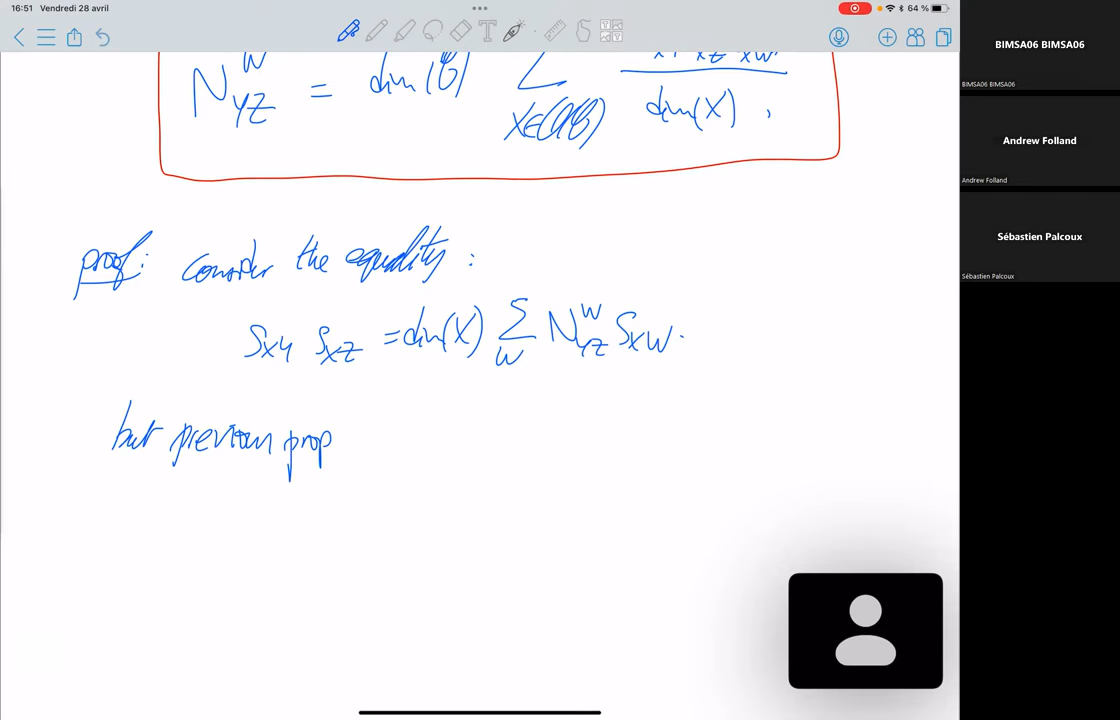 16:51 Vendredi 28 avril
64 %
N_{YZ}^{W} = dim(𝒞) Σ_{X∈O(𝒞)} / dim(X) ,
proof: consider the equality :
S_{XY} S_{XZ} = dim(X) Σ_W N_{YZ}^{W} S_{XW} .
but previous prop
BIMSA06 BIMSA06
BIMSA06 BIMSA06
Andrew Folland
Andrew Folland
Sébastien Palcoux
Sébastien Palcoux